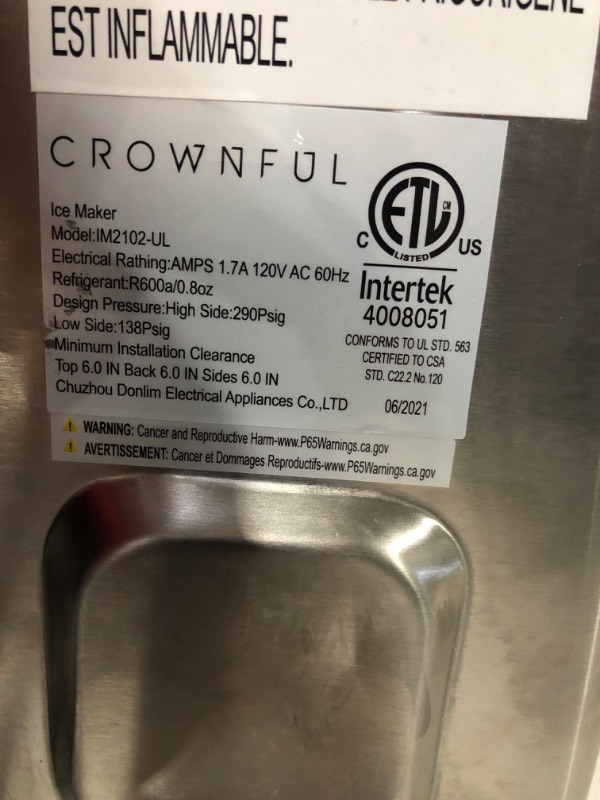 EST INFLAMMABLE.
CROWNFUL
Ice Maker
Model:IM2102-UL
Electrical Rathing:AMPS 1.7A 120V AC 60Hz
Refrigerant:R600a/0.8oz
Design Pressure:High Side:290Psig
Low Side:138Psig
Minimum Installation Clearance
Top 6.0 IN Back 6.0 IN Sides 6.0 IN
Chuzhou Donlim Electrical Appliances Co.,LTD
ETL CM
LISTED
C US
Intertek
4008051
CONFORMS TO UL STD. 563
CERTIFIED TO CSA
STD. C22.2 No.120
06/2021
WARNING: Cancer and Reproductive Harm-www.P65Warnings.ca.gov
AVERTISSEMENT: Cancer et Dommages Reproductifs-www.P65Warnings.ca.gov